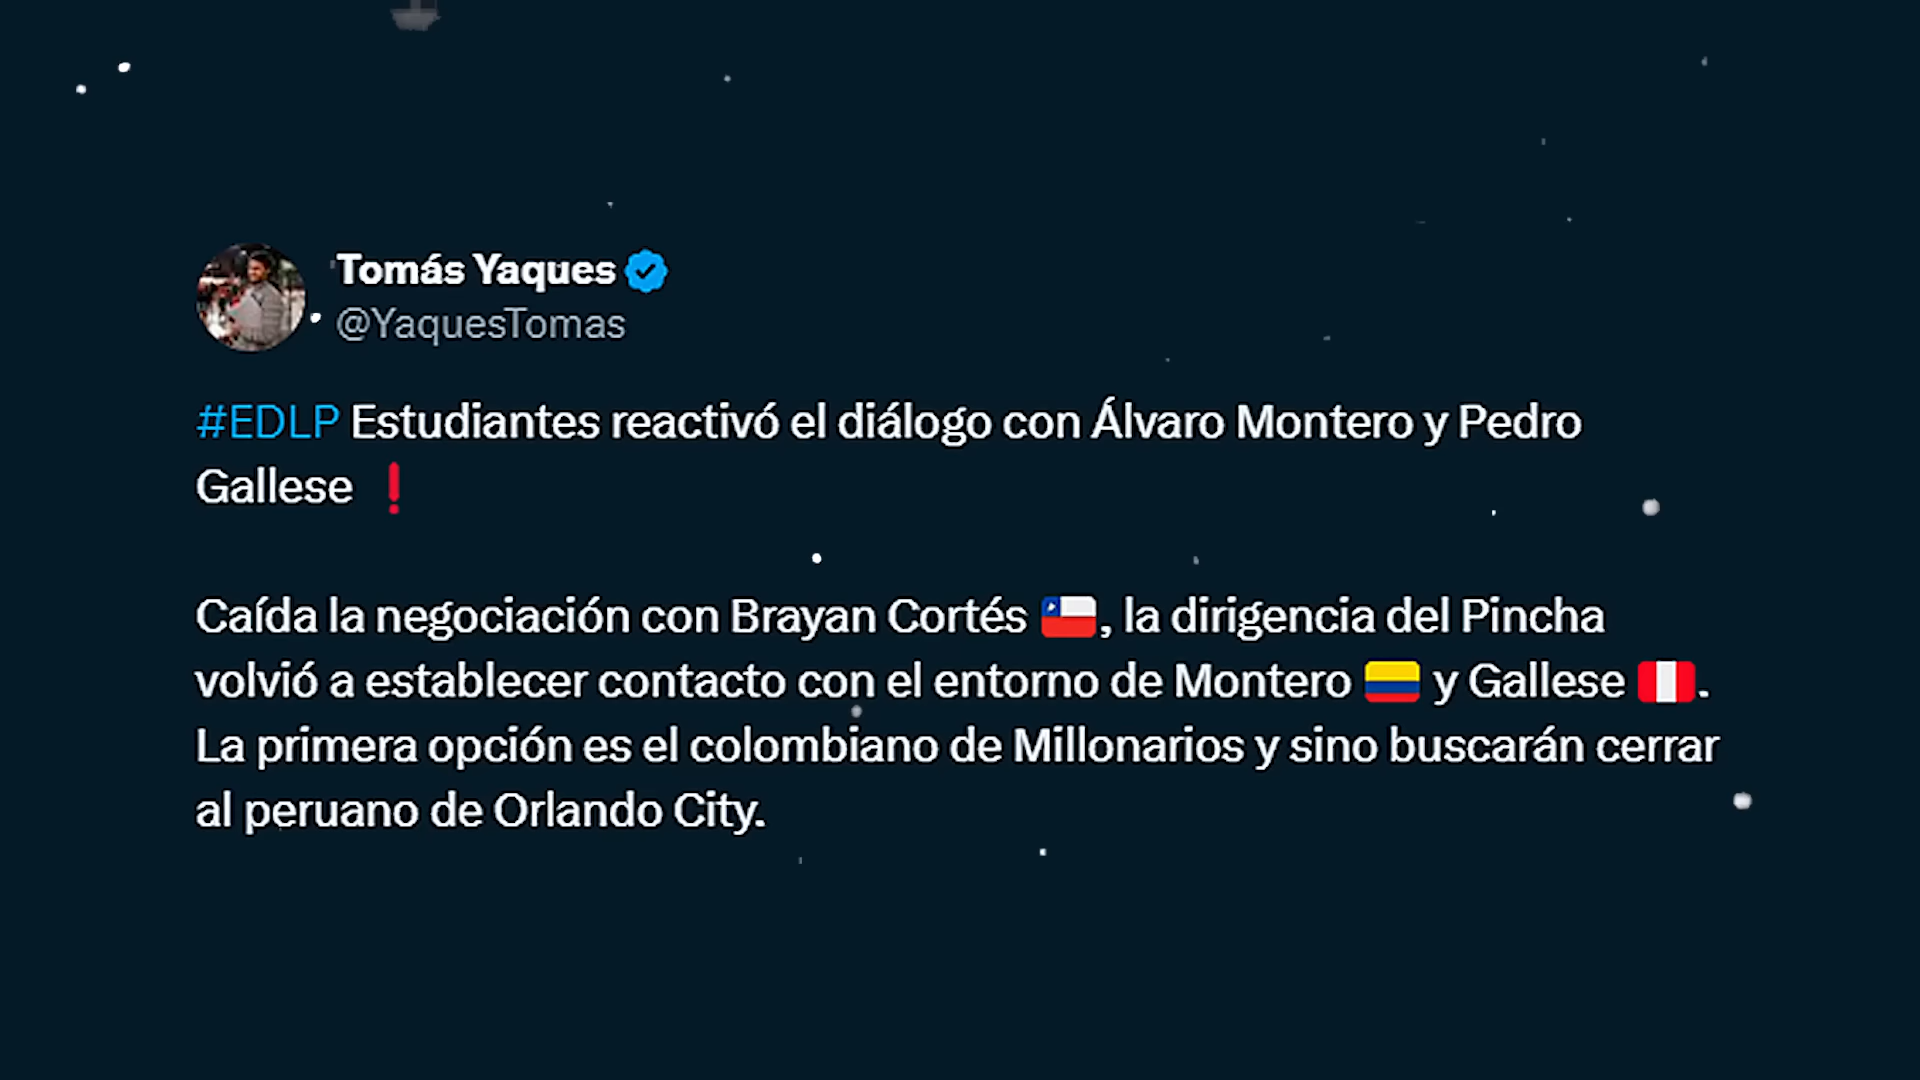 Tomás Yaques
@YaquesTomas
#EDLP Estudiantes reactivó el diálogo con Álvaro Montero y Pedro
Gallese ❗
Caída la negociación con Brayan Cortés 🇨🇱, la dirigencia del Pincha
volvió a establecer contacto con el entorno de Montero 🇨🇴 y Gallese 🇵🇪.
La primera opción es el colombiano de Millonarios y sino buscarán cerrar
al peruano de Orlando City.